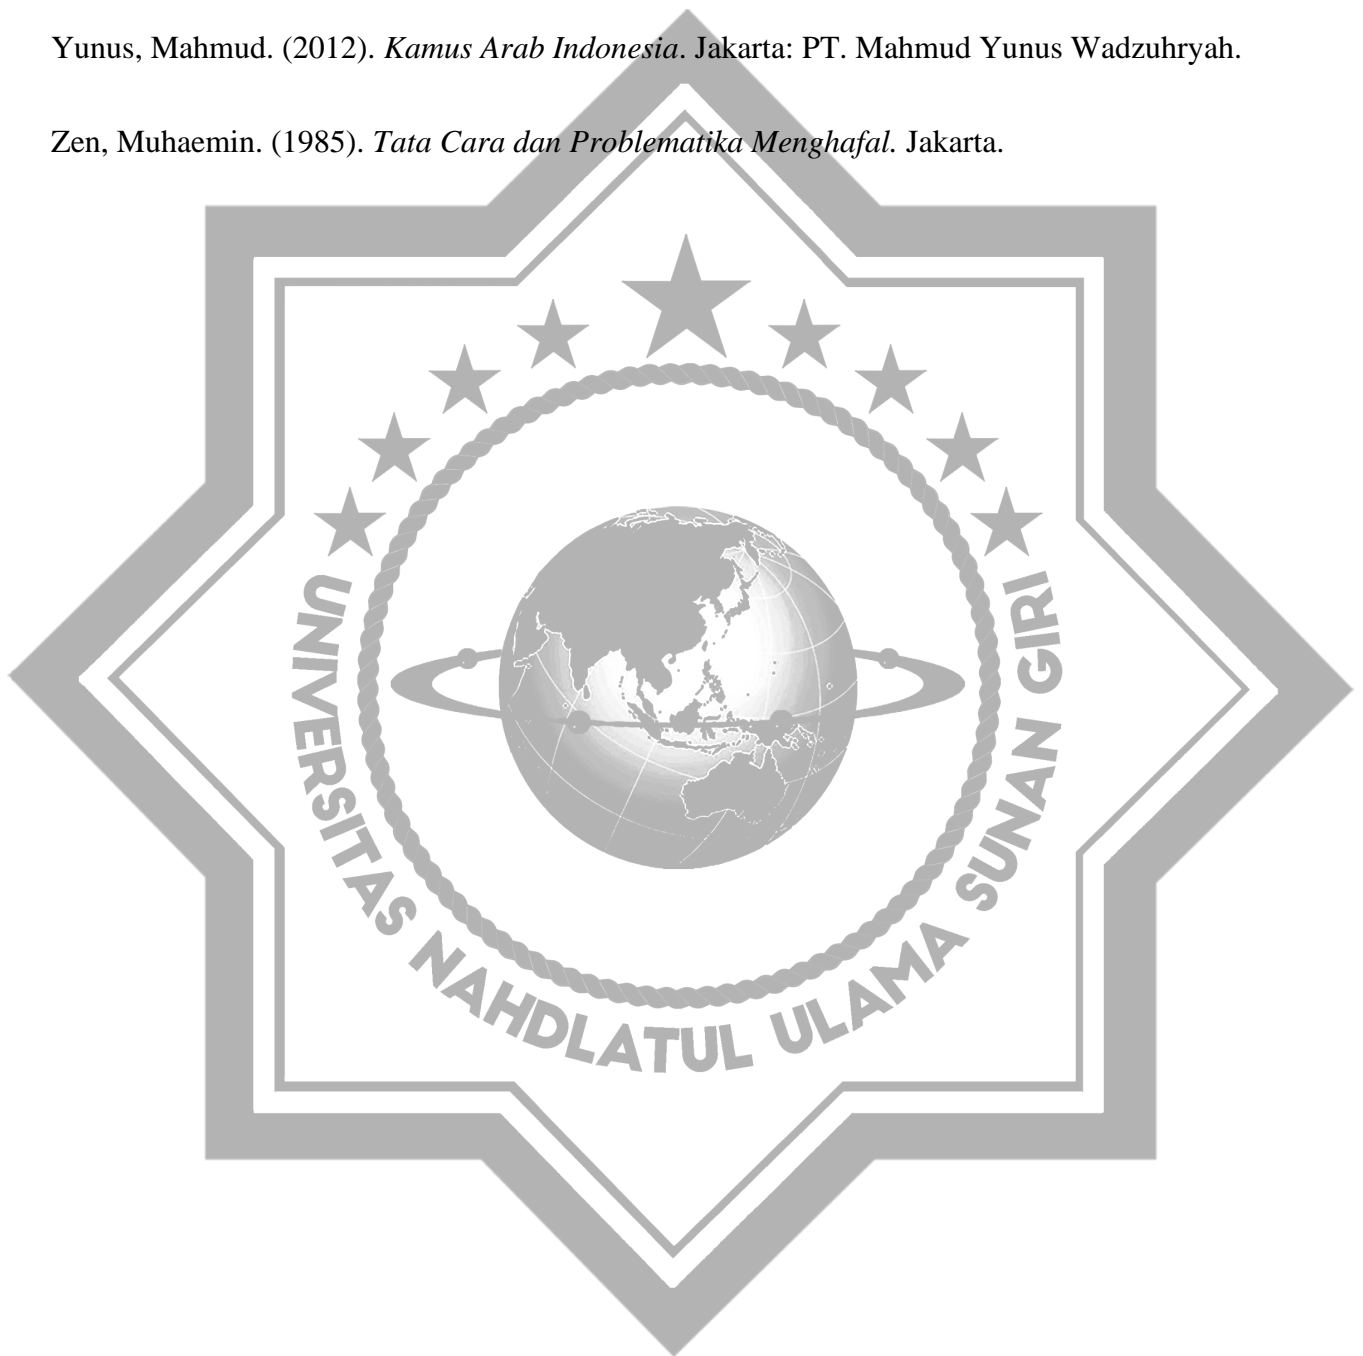 Yunus, Mahmud. (2012). Kamus Arab Indonesia. Jakarta: PT. Mahmud Yunus Wadzuhryah.
Zen, Muhaemin. (1985). Tata Cara dan Problematika Menghafal. Jakarta.
UNIVERSITAS NAHDLATUL ULAMA SUNAN GIRI